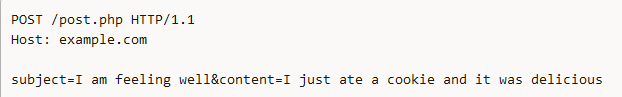 POST /post.php HTTP/1.1
Host: example.com
subject=I am feeling well&content=I just ate a cookie and it was delicious